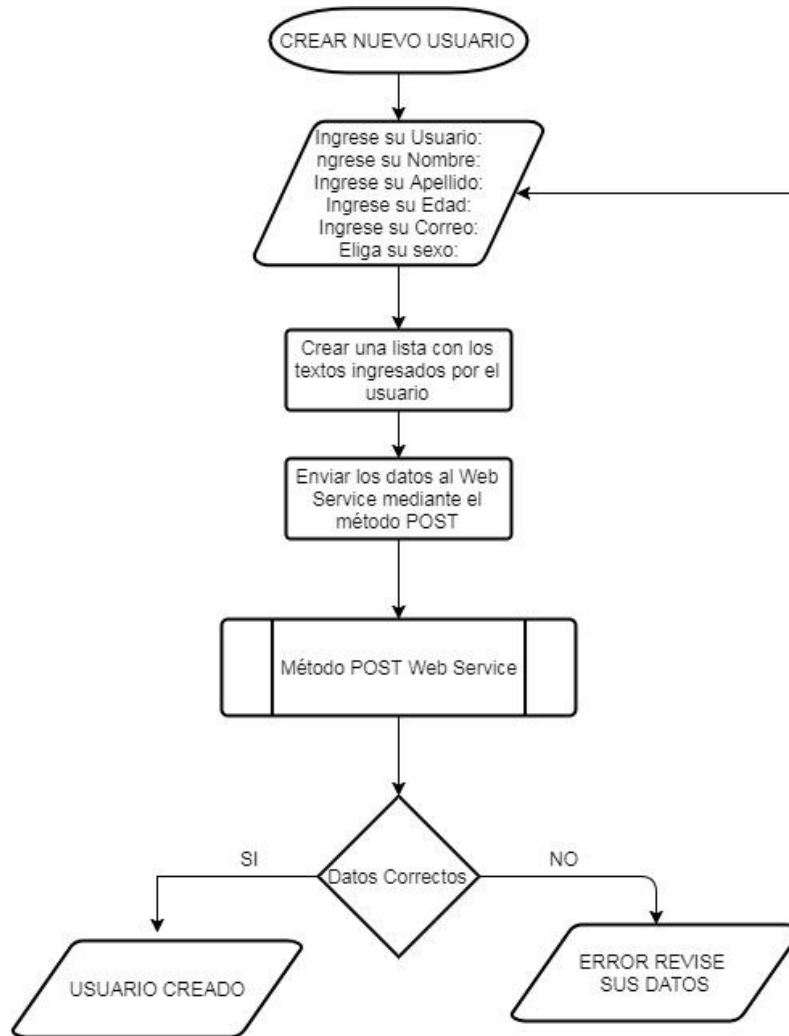 CREAR NUEVO USUARIO
Ingrese su Usuario:
ngrese su Nombre:
Ingrese su Apellido:
Ingrese su Edad:
Ingrese su Correo:
Eliga su sexo:
Crear una lista con los
textos ingresados por el
usuario
Enviar los datos al Web
Service mediante el
método POST
Método POST Web Service
Datos Correctos
SI
NO
USUARIO CREADO
ERROR REVISE
SUS DATOS